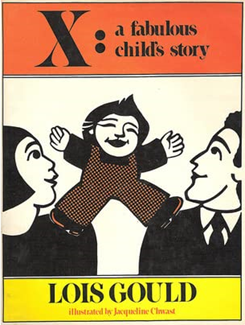 X: a fabulous
child's story
LOIS GOULD
illustrated by Jacqueline Chwast